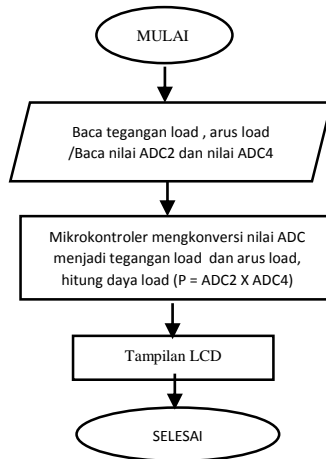 MULAI
Baca tegangan load , arus load
/Baca nilai ADC2 dan nilai ADC4
Mikrokontroler mengkonversi nilai ADC
menjadi tegangan load dan arus load,
hitung daya load (P = ADC2 X ADC4)
Tampilan LCD
SELESAI